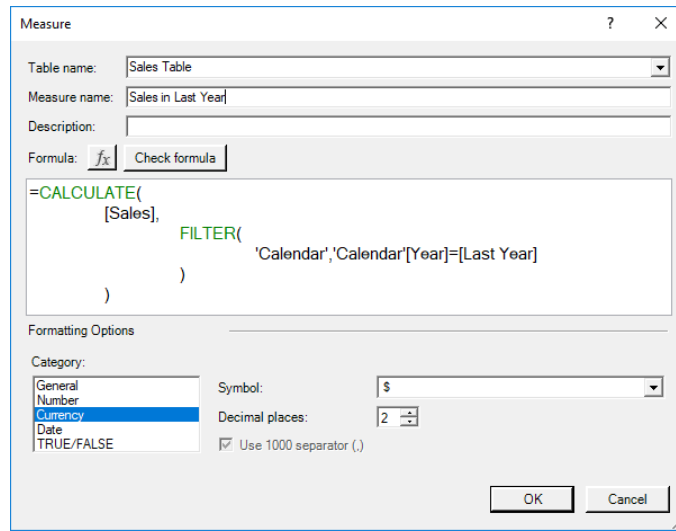 Measure ? ×
Table name: Sales Table
Measure name: Sales in Last Year
Description:
Formula: fx Check formula
=CALCULATE(
[Sales],
FILTER(
'Calendar','Calendar'[Year]=[Last Year]
)
)
Formatting Options
Category:
General
Number
Currency
Date
TRUE/FALSE
Symbol: $
Decimal places: 2
Use 1000 separator (,)
OK Cancel